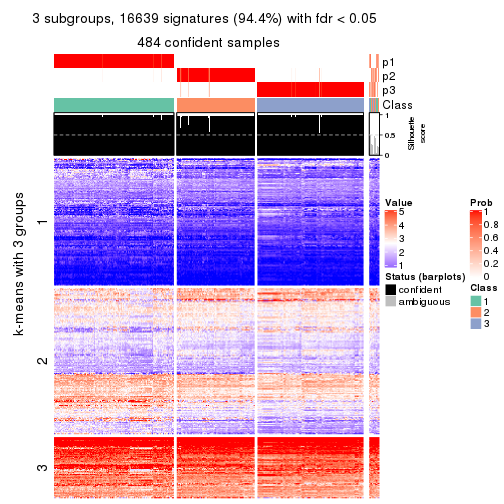 3 subgroups, 16639 signatures (94.4%) with fdr < 0.05
484 confident samples
p1
p2
p3
Class
1
0.5
0
Silhouette
score
k-means with 3 groups
1
2
3
Value
5
4
3
2
1
Status (barplots)
confident
ambiguous
Prob
1
0.8
0.6
0.4
0.2
0
Class
1
2
3